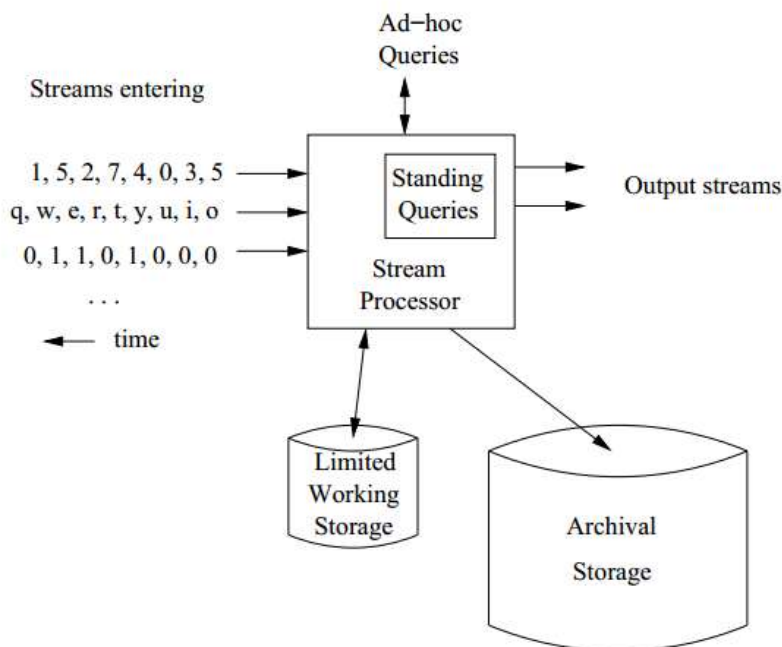 Ad-hoc
Queries
Streams entering
1, 5, 2, 7, 4, 0, 3, 5
q, w, e, r, t, y, u, i, o
0, 1, 1, 0, 1, 0, 0, 0
. . .
time
Standing
Queries
Stream
Processor
Output streams
Limited
Working
Storage
Archival
Storage